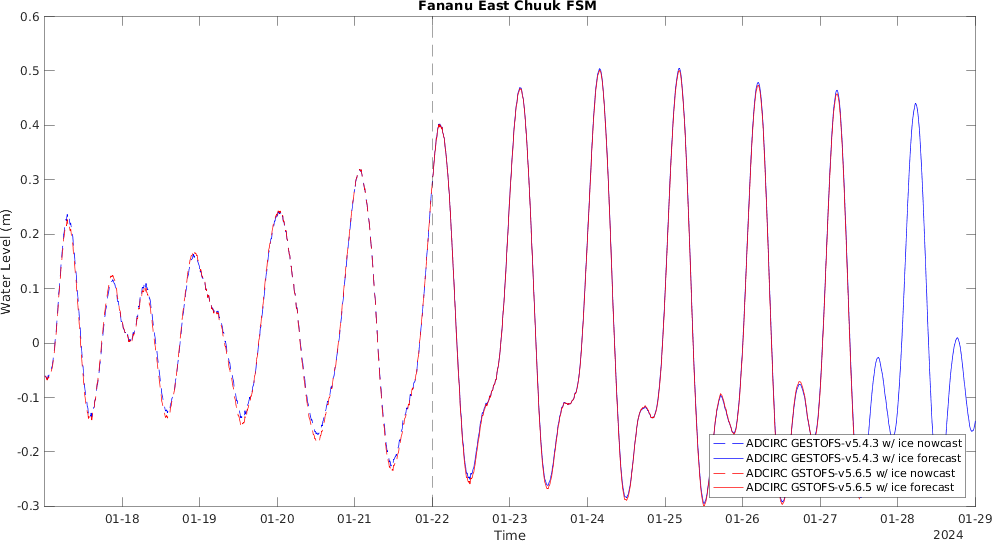 Fananu East Chuuk FSM
0.6
0.5
0.4
0.3
0.2
0.1
0
-0.1
-0.2
-0.3
Water Level (m)
01-18 01-19 01-20 01-21 01-22 01-23 01-24 01-25 01-26 01-27 01-28 01-29
Time
2024
ADCIRC GESTOFS-v5.4.3 w/ ice nowcast
ADCIRC GESTOFS-v5.4.3 w/ ice forecast
ADCIRC GSTOFS-v5.6.5 w/ ice nowcast
ADCIRC GSTOFS-v5.6.5 w/ ice forecast